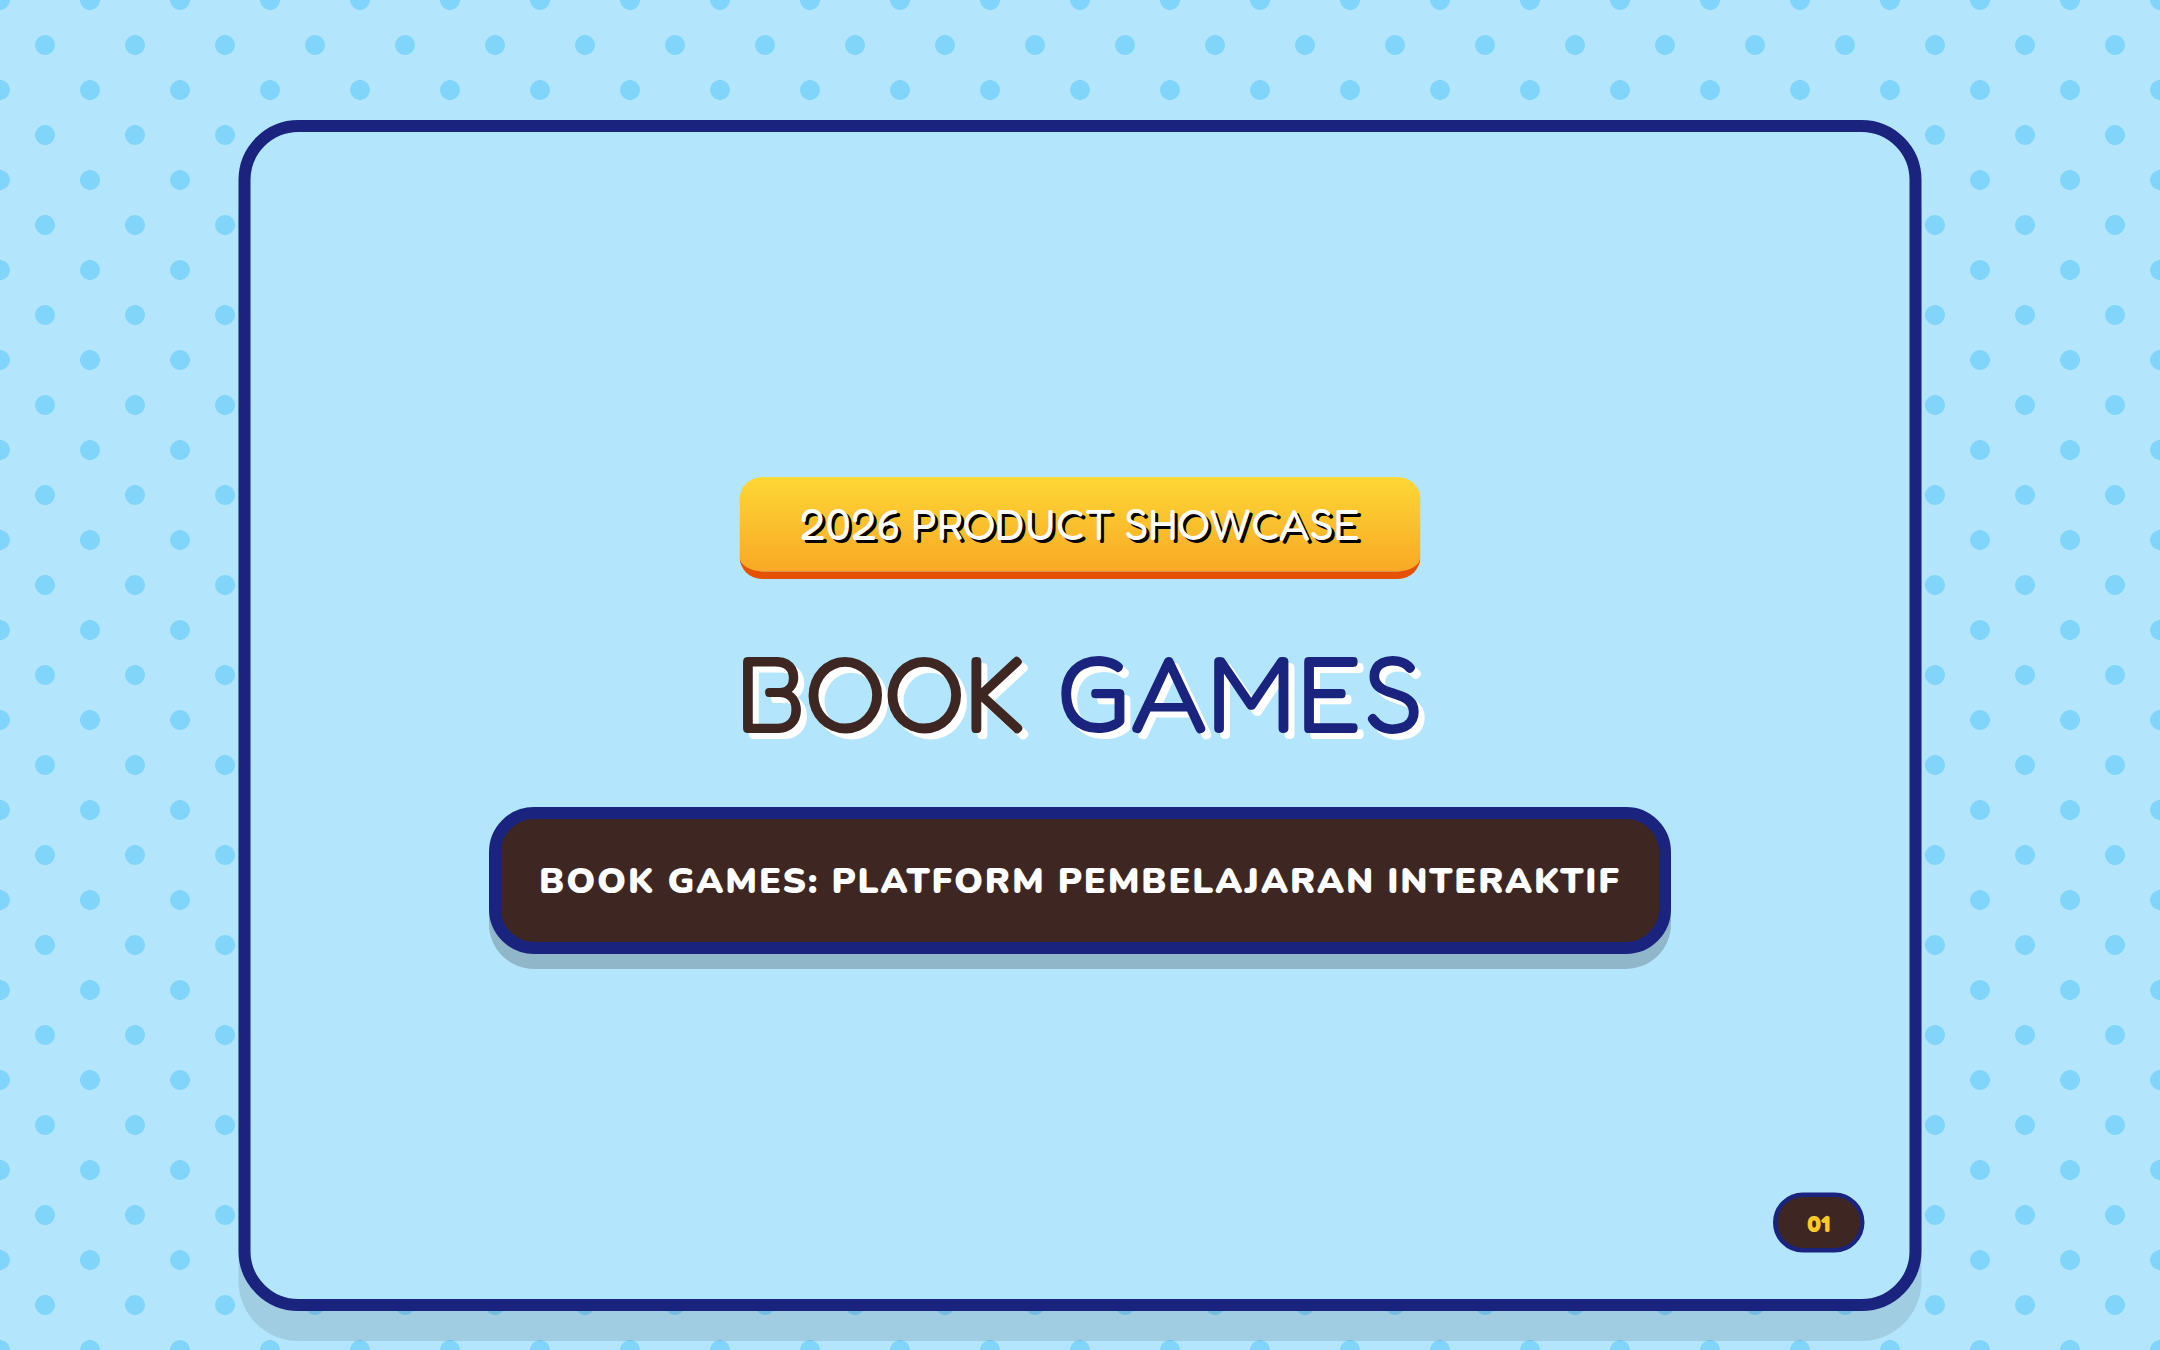 2026 PRODUCT SHOWCASE
BOOK GAMES
BOOK GAMES: PLATFORM PEMBELAJARAN INTERAKTIF
01